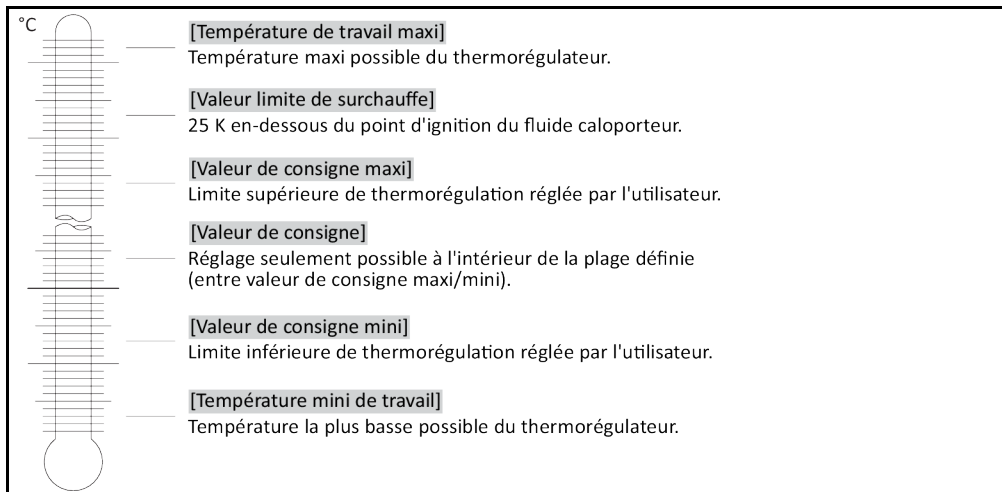 °C
[Température de travail maxi]
Température maxi possible du thermorégulateur.
[Valeur limite de surchauffe]
25 K en-dessous du point d'ignition du fluide caloporteur.
[Valeur de consigne maxi]
Limite supérieure de thermorégulation réglée par l'utilisateur.
[Valeur de consigne]
Réglage seulement possible à l'intérieur de la plage définie
(entre valeur de consigne maxi/mini).
[Valeur de consigne mini]
Limite inférieure de thermorégulation réglée par l'utilisateur.
[Température mini de travail]
Température la plus basse possible du thermorégulateur.